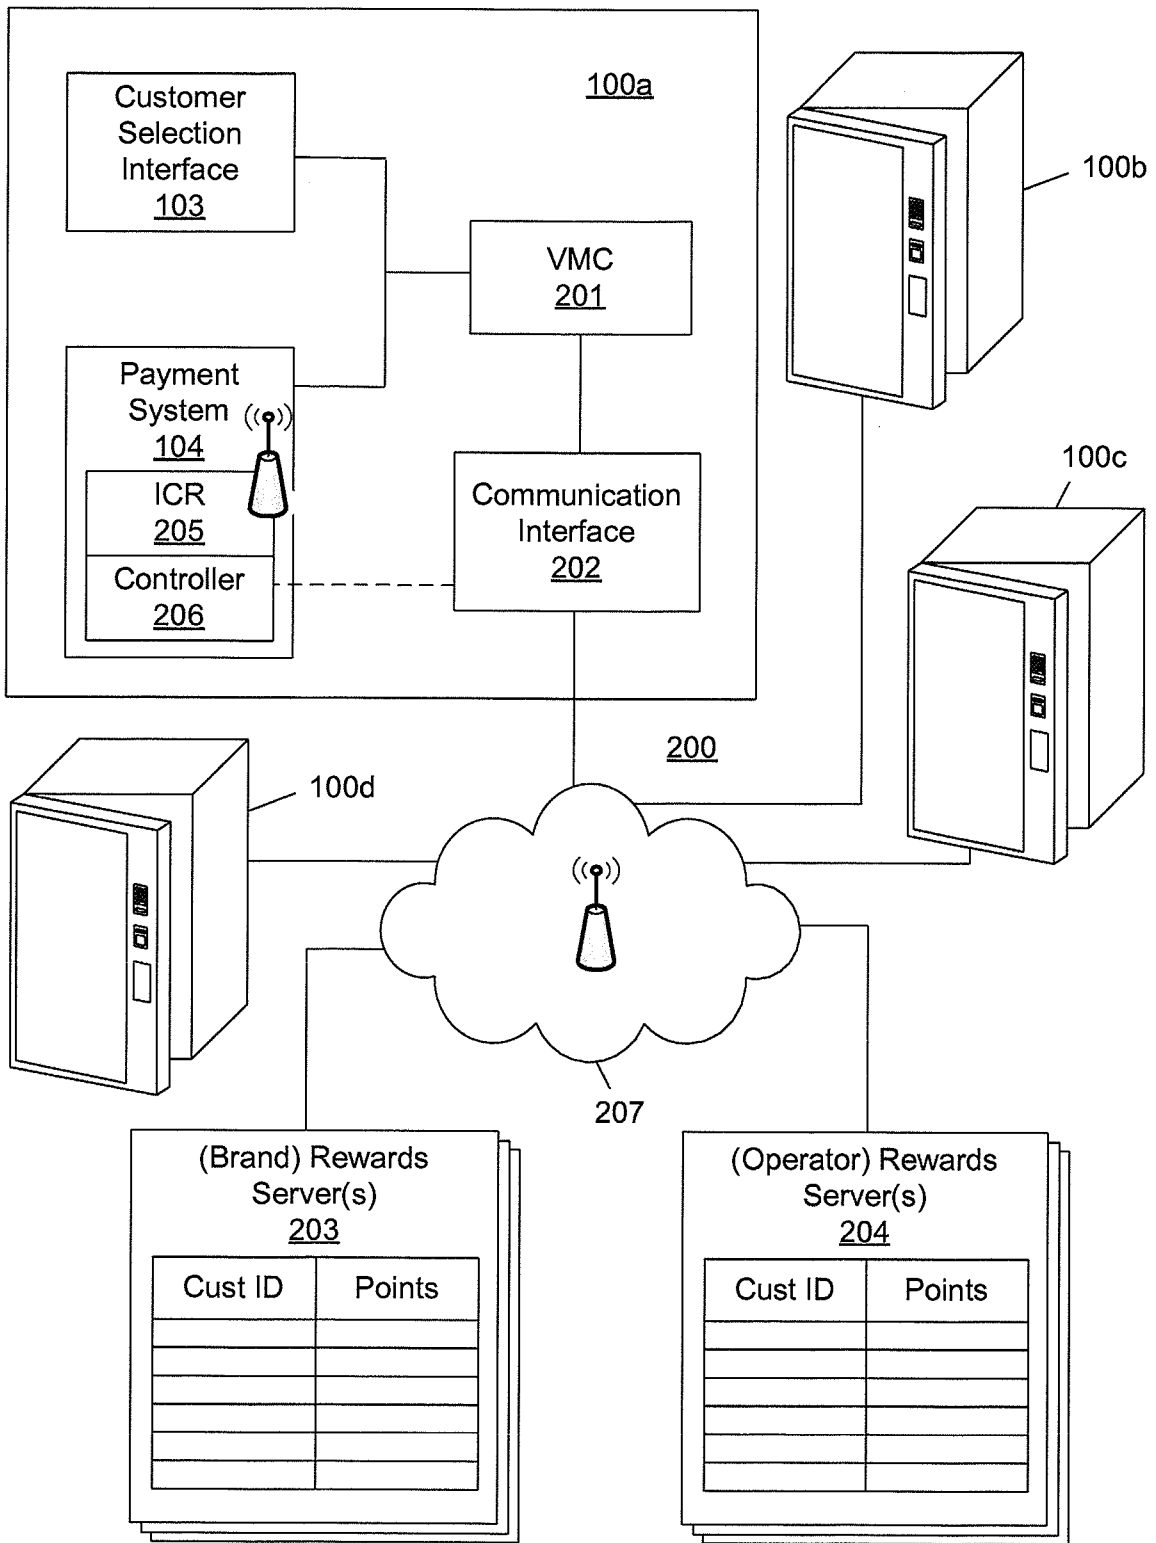 Customer
Selection
Interface
103
100a
100b
VMC
201
Payment
System
104
ICR
205
Controller
206
Communication
Interface
202
100c
200
100d
207
(Brand) Rewards
Server(s)
203
Cust ID Points
(Operator) Rewards
Server(s)
204
Cust ID Points